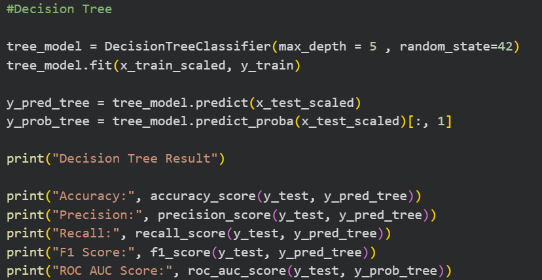 #Decision Tree
tree_model = DecisionTreeClassifier(max_depth = 5 , random_state=42)
tree_model.fit(x_train_scaled, y_train)
y_pred_tree = tree_model.predict(x_test_scaled)
y_prob_tree = tree_model.predict_proba(x_test_scaled)[:, 1]
print("Decision Tree Result")
print("Accuracy:", accuracy_score(y_test, y_pred_tree))
print("Precision:", precision_score(y_test, y_pred_tree))
print("Recall:", recall_score(y_test, y_pred_tree))
print("F1 Score:", f1_score(y_test, y_pred_tree))
print("ROC AUC Score:", roc_auc_score(y_test, y_prob_tree))